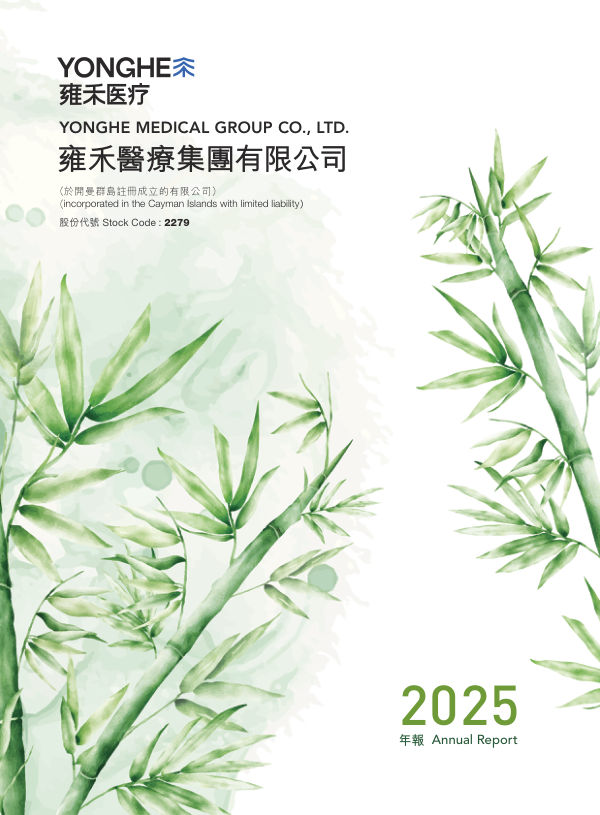 YONGHE
雍禾医疗
YONGHE MEDICAL GROUP CO., LTD.
雍禾醫療集團有限公司
(於開曼群島註冊成立的有限公司)
(incorporated in the Cayman Islands with limited liability)
股份代號 Stock Code : 2279
2025
年報 Annual Report